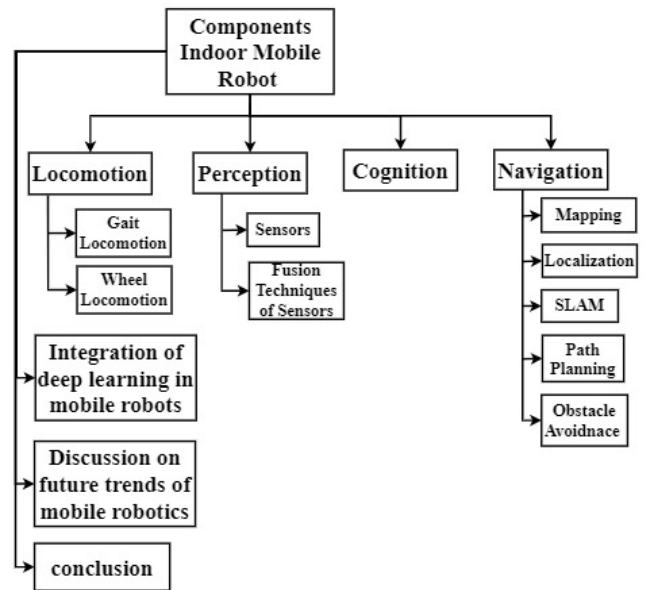 Components
Indoor Mobile
Robot
Locomotion
Perception
Cognition
Navigation
Gait
Locomotion
Wheel
Locomotion
Sensors
Fusion
Techniques
of Sensors
Mapping
Localization
SLAM
Path
Planning
Obstacle
Avoidnace
Integration of
deep learning in
mobile robots
Discussion on
future trends of
mobile robotics
conclusion